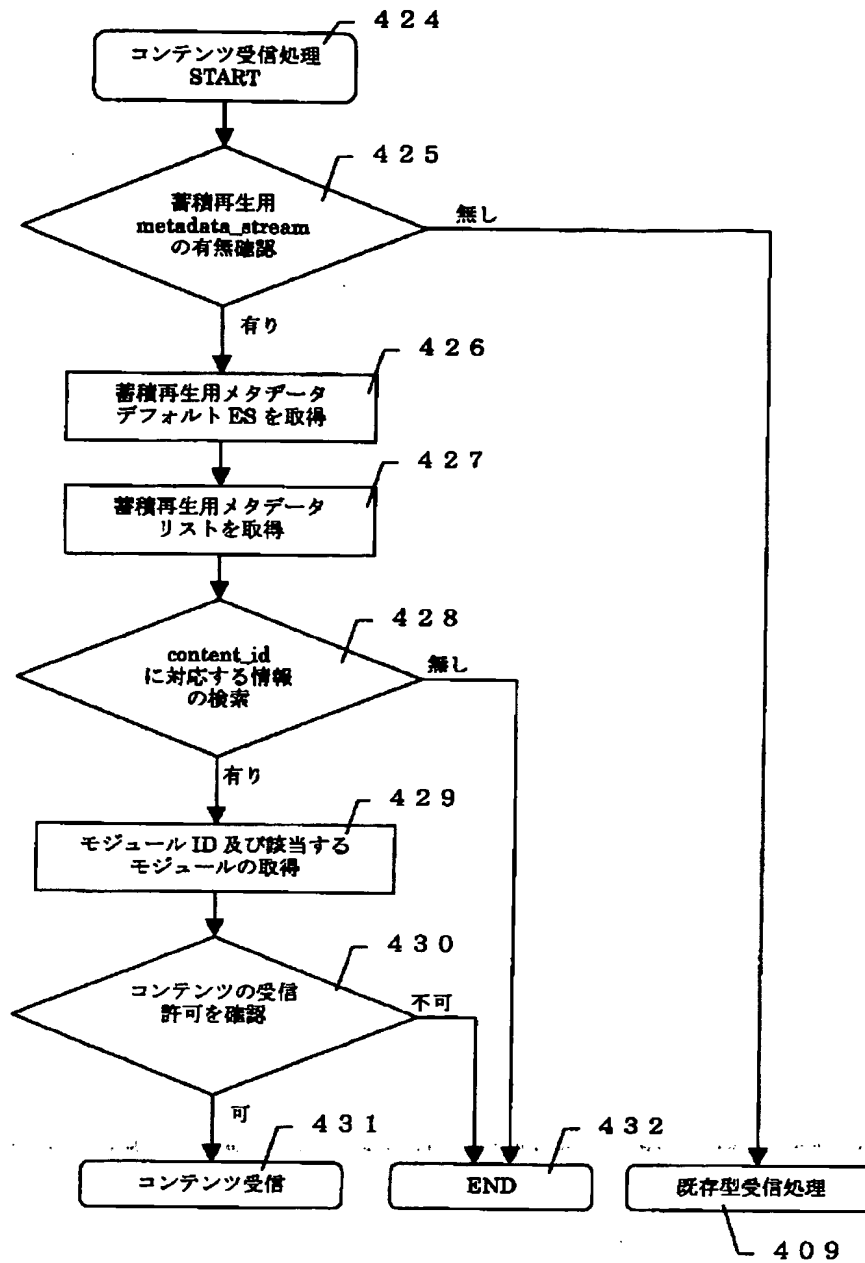 ４２４
コンテンツ受信処理
START
４２５
蓄積再生用
metadata_stream
の有無確認
無し
有り
４２６
蓄積再生用メタデータ
デフォルト ES を取得
４２７
蓄積再生用メタデータ
リストを取得
４２８
content_id
に対応する情報
の検索
無し
有り
４２９
モジュール ID 及び該当する
モジュールの取得
４３０
コンテンツの受信
許可を確認
不可
可
４３１
コンテンツ受信
４３２
END
既存型受信処理
４０９